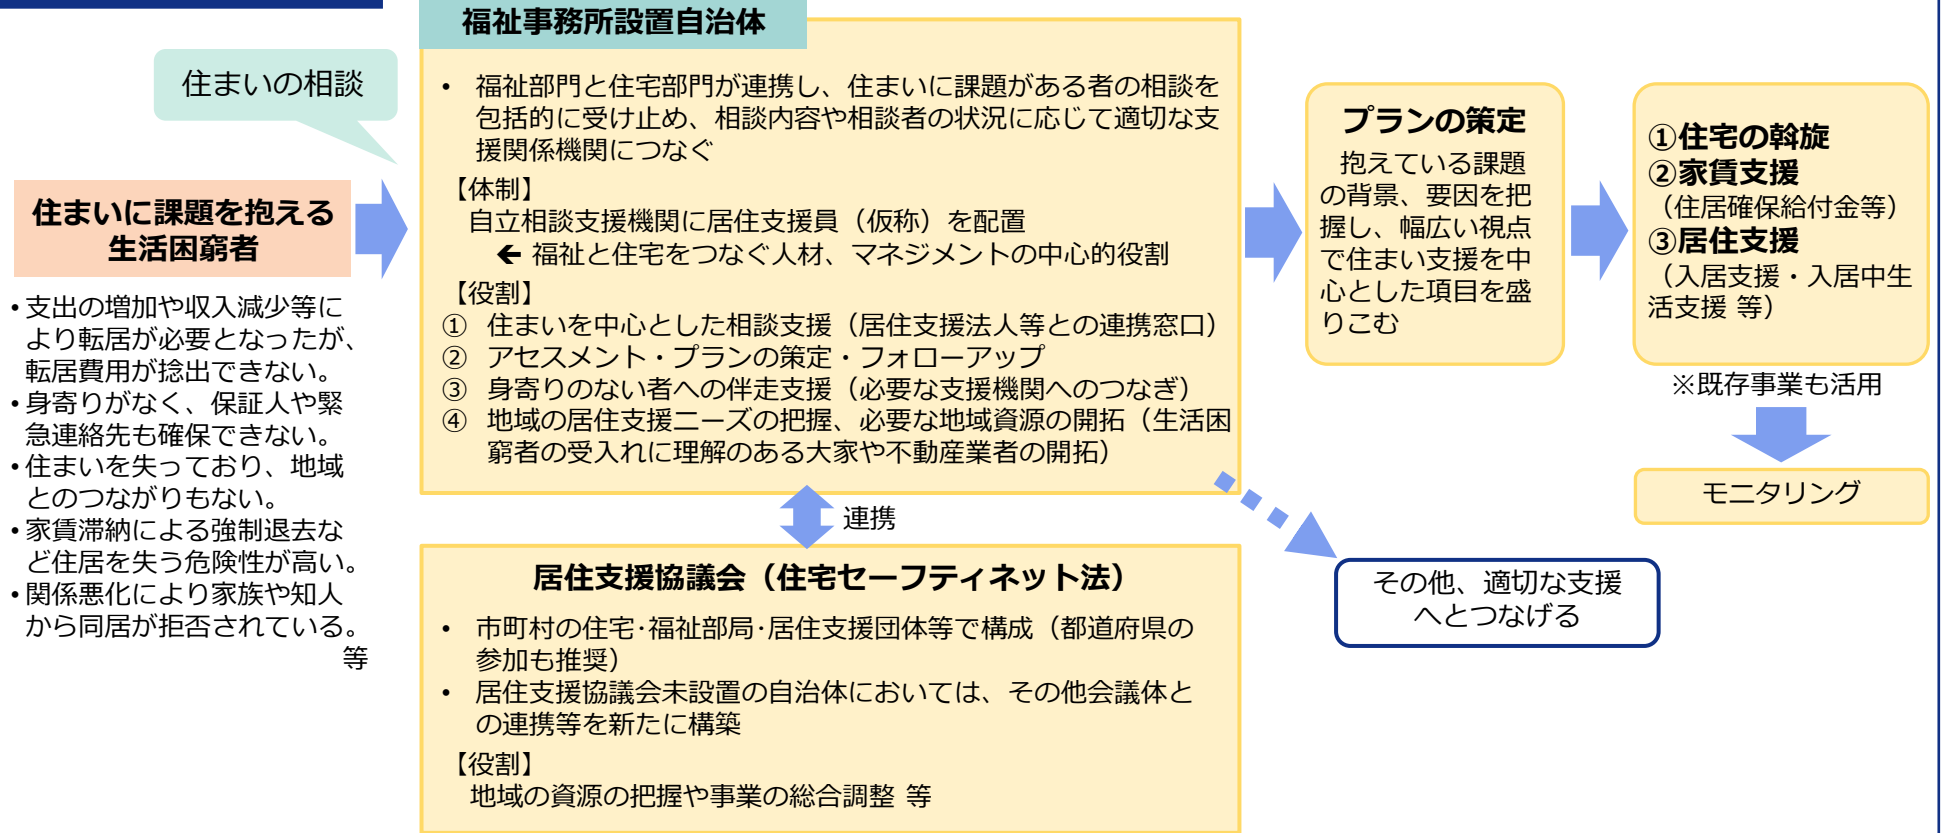 住まいの相談
住まいに課題を抱える
生活困窮者
•支出の増加や収入減少等に
より転居が必要となったが、
転居費用が捻出できない。
•身寄りがなく、保証人や緊
急連絡先も確保できない。
•住まいを失っており、地域
とのつながりもない。
•家賃滞納による強制退去な
ど住居を失う危険性が高い。
•関係悪化により家族や知人
から同居が拒否されている。
等
福祉事務所設置自治体
• 福祉部門と住宅部門が連携し、住まいに課題がある者の相談を
包括的に受け止め、相談内容や相談者の状況に応じて適切な支
援関係機関につなぐ
【体制】
自立相談支援機関に居住支援員（仮称）を配置
← 福祉と住宅をつなぐ人材、マネジメントの中心的役割
【役割】
① 住まいを中心とした相談支援（居住支援法人等との連携窓口）
② アセスメント・プランの策定・フォローアップ
③ 身寄りのない者への伴走支援（必要な支援機関へのつなぎ）
④ 地域の居住支援ニーズの把握、必要な地域資源の開拓（生活困
窮者の受入れに理解のある大家や不動産業者の開拓）
連携
居住支援協議会（住宅セーフティネット法）
• 市町村の住宅･福祉部局･居住支援団体等で構成（都道府県の
参加も推奨）
• 居住支援協議会未設置の自治体においては、その他会議体と
の連携等を新たに構築
【役割】
地域の資源の把握や事業の総合調整 等
プランの策定
抱えている課題
の背景、要因を把
握し、幅広い視点
で住まい支援を中
心とした項目を盛
りこむ
①住宅の斡旋
②家賃支援
（住居確保給付金等）
③居住支援
（入居支援・入居中生
活支援 等）
※既存事業も活用
モニタリング
その他、適切な支援
へとつなげる